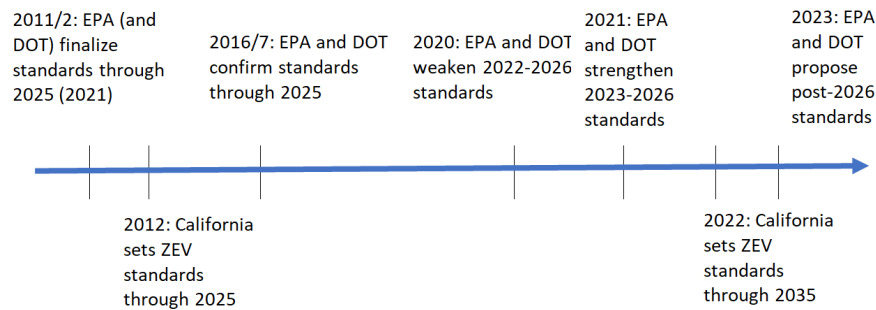 2011/2: EPA (and
DOT) finalize
standards through
2025 (2021)
2016/7: EPA and DOT
confirm standards
through 2025
2020: EPA and DOT
weaken 2022-2026
standards
2021: EPA
and DOT
strengthen
2023-2026
standards
2023: EPA
and DOT
propose
post-2026
standards
2012: California
sets ZEV
standards
through 2025
2022: California
sets ZEV
standards
through 2035